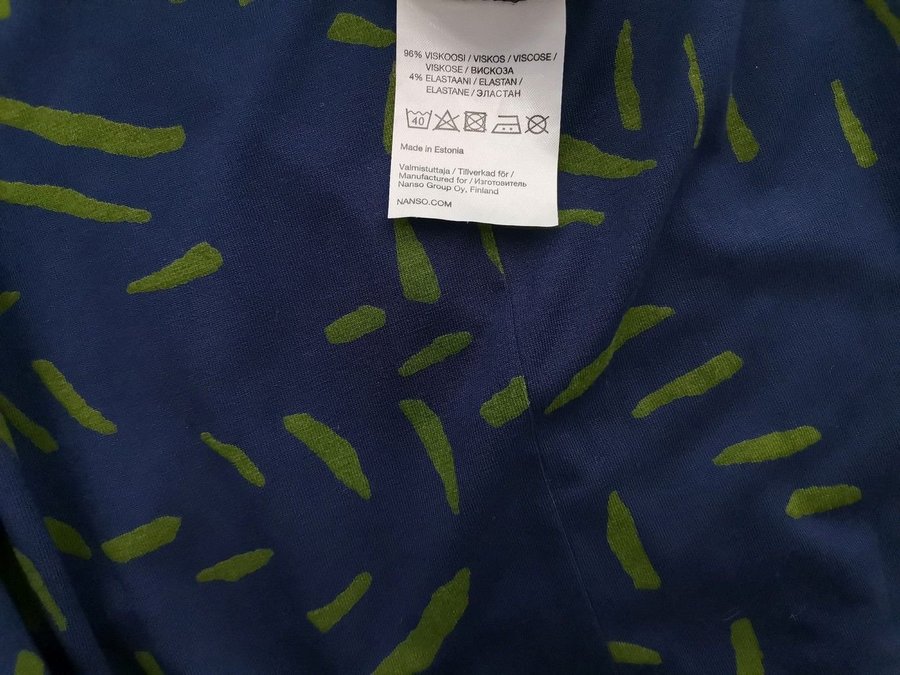 96% VISKOOSI / VISKOS / VISCOSE /
VISKOSE / ВИСКОЗА
4% ELASTAANI / ELASTAN /
ELASTANE / ЭЛАСТАН
40
Made in Estonia
Valmistuttaja / Tillverkad för /
Manufactured for / Изготовитель
Nanso Group Oy, Finland
NANSO.COM